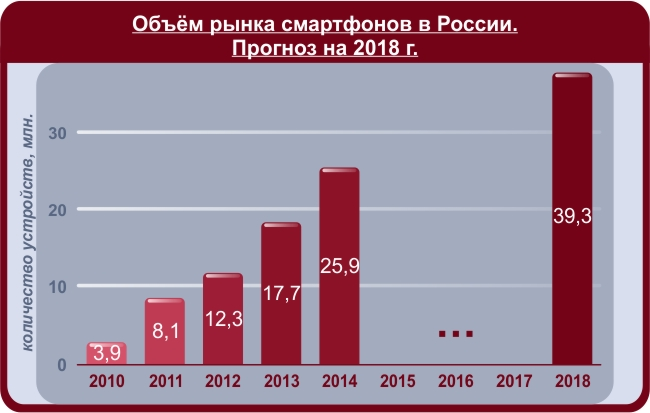 Объём рынка смартфонов в России.
Прогноз на 2018 г.
количество устройств, млн.
30
20
10
0
3,9
8,1
12,3
17,7
25,9
...
39,3
2010 2011 2012 2013 2014 2015 2016 2017 2018